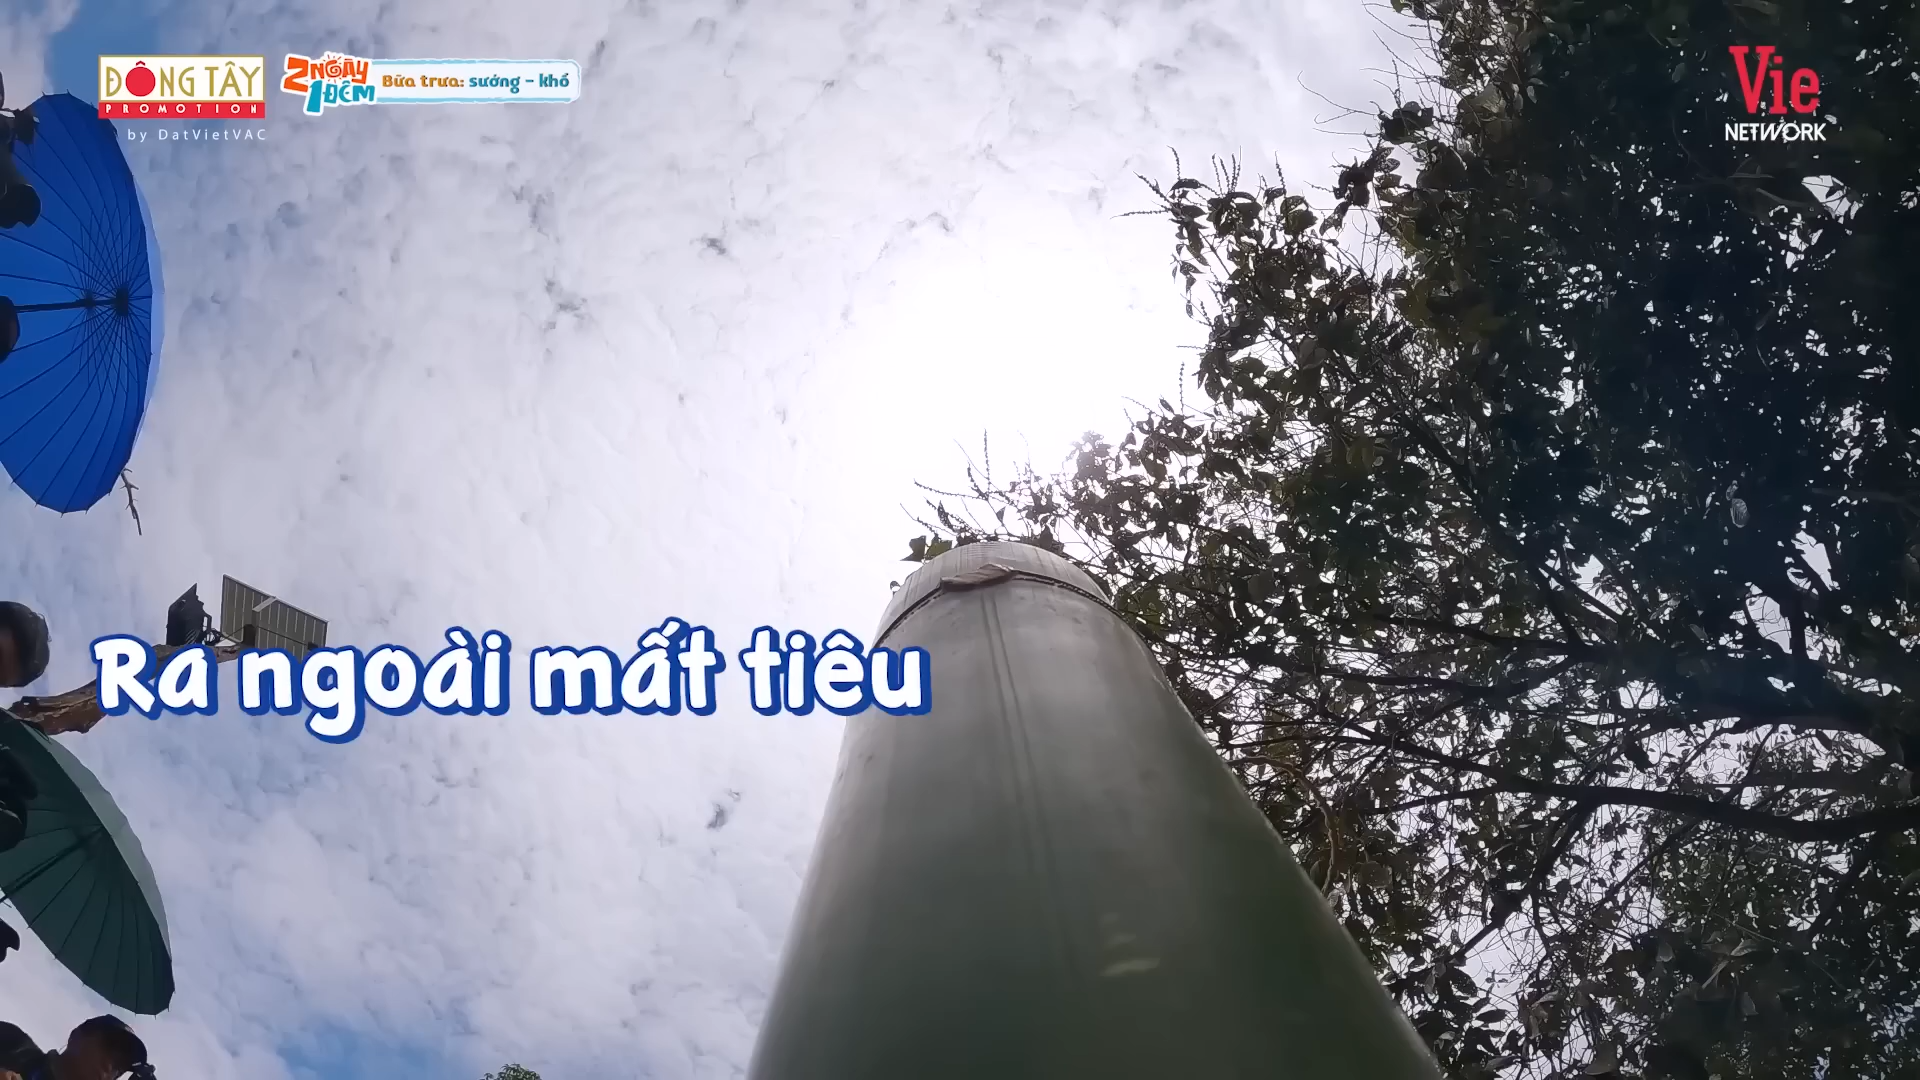 ĐÔNG TÂY
PROMOTION
by DatVietVAC
2 NGÀY
1 ĐÊM
Bữa trưa: sướng - khổ
Vie
NETWORK
Ra ngoài mất tiêu